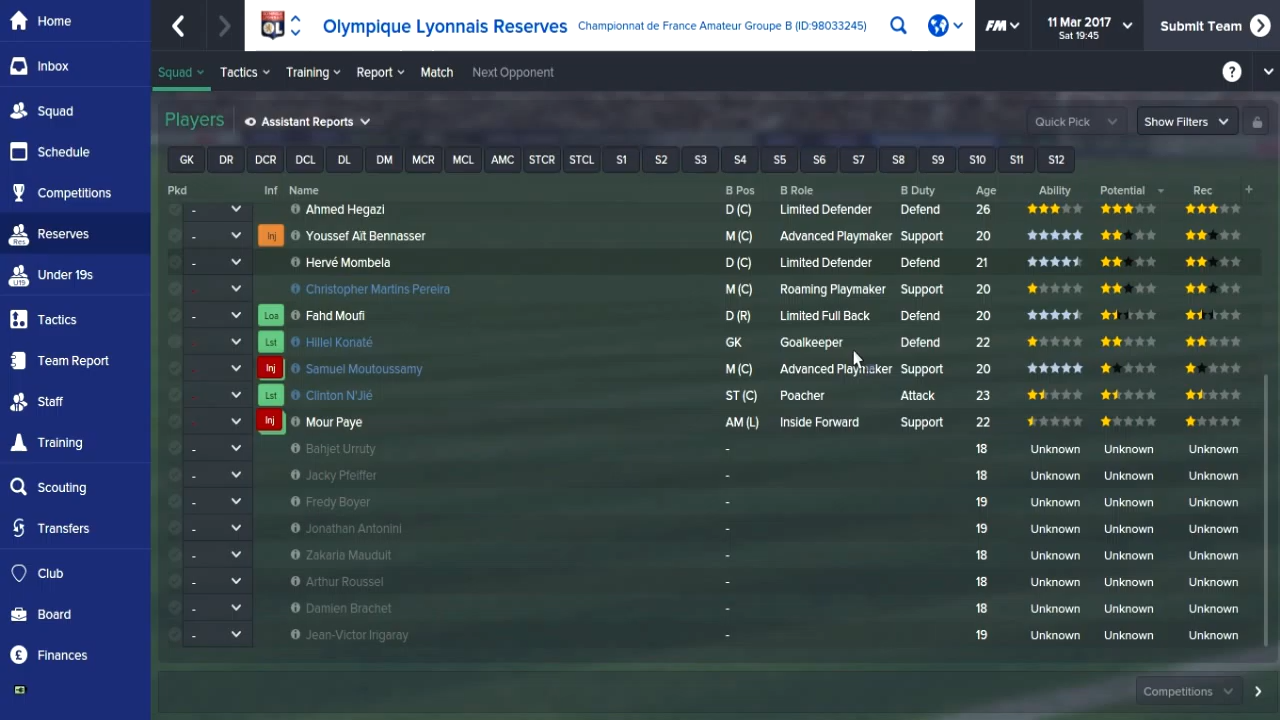 Home
Olympique Lyonnais Reserves Championnat de France Amateur Groupe B (ID:98033245)
FM
11 Mar 2017
Sat 19:45
Submit Team
Inbox
Squad Tactics Training Report Match Next Opponent ?
Squad
Players Assistant Reports Quick Pick Show Filters
Schedule
GK DR DCR DCL DL DM MCR MCL AMC STCR STCL S1 S2 S3 S4 S5 S6 S7 S8 S9 S10 S11 S12
Competitions
Pkd Inf Name B Pos B Role B Duty Age Ability Potential Rec +
- Ahmed Hegazi D (C) Limited Defender Defend 26
Reserves
Res
- Inj Youssef Aït Bennasser M (C) Advanced Playmaker Support 20
- Hervé Mombela D (C) Limited Defender Defend 21
Under 19s
U19
- Christopher Martins Pereira M (C) Roaming Playmaker Support 20
- Loa Fahd Moufi D (R) Limited Full Back Defend 20
Tactics
- Lst Hillel Konaté GK Goalkeeper Defend 22
Team Report
- Inj Samuel Moutoussamy M (C) Advanced Playmaker Support 20
- Lst Clinton N'Jié ST (C) Poacher Attack 23
Staff
- Inj Mour Paye AM (L) Inside Forward Support 22
Training
- Bahjet Urruty - 18 Unknown Unknown Unknown
- Jacky Pfeiffer - 18 Unknown Unknown Unknown
Scouting
- Fredy Boyer - 19 Unknown Unknown Unknown
Transfers
- Jonathan Antonini - 19 Unknown Unknown Unknown
- Zakaria Mauduit - 18 Unknown Unknown Unknown
Club
- Arthur Roussel - 18 Unknown Unknown Unknown
- Damien Brachet - 18 Unknown Unknown Unknown
Board
- Jean-Victor Irigaray - 19 Unknown Unknown Unknown
Finances
Competitions